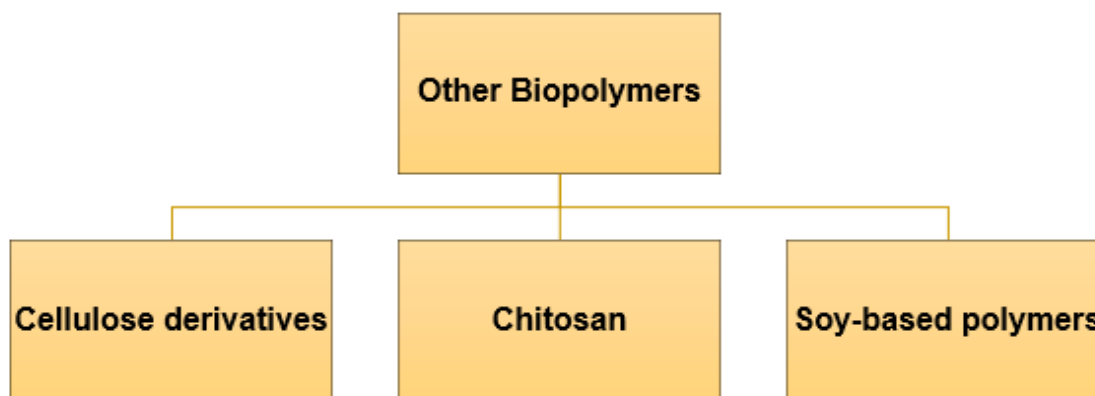 Other Biopolymers
Cellulose derivatives
Chitosan
Soy-based polymers